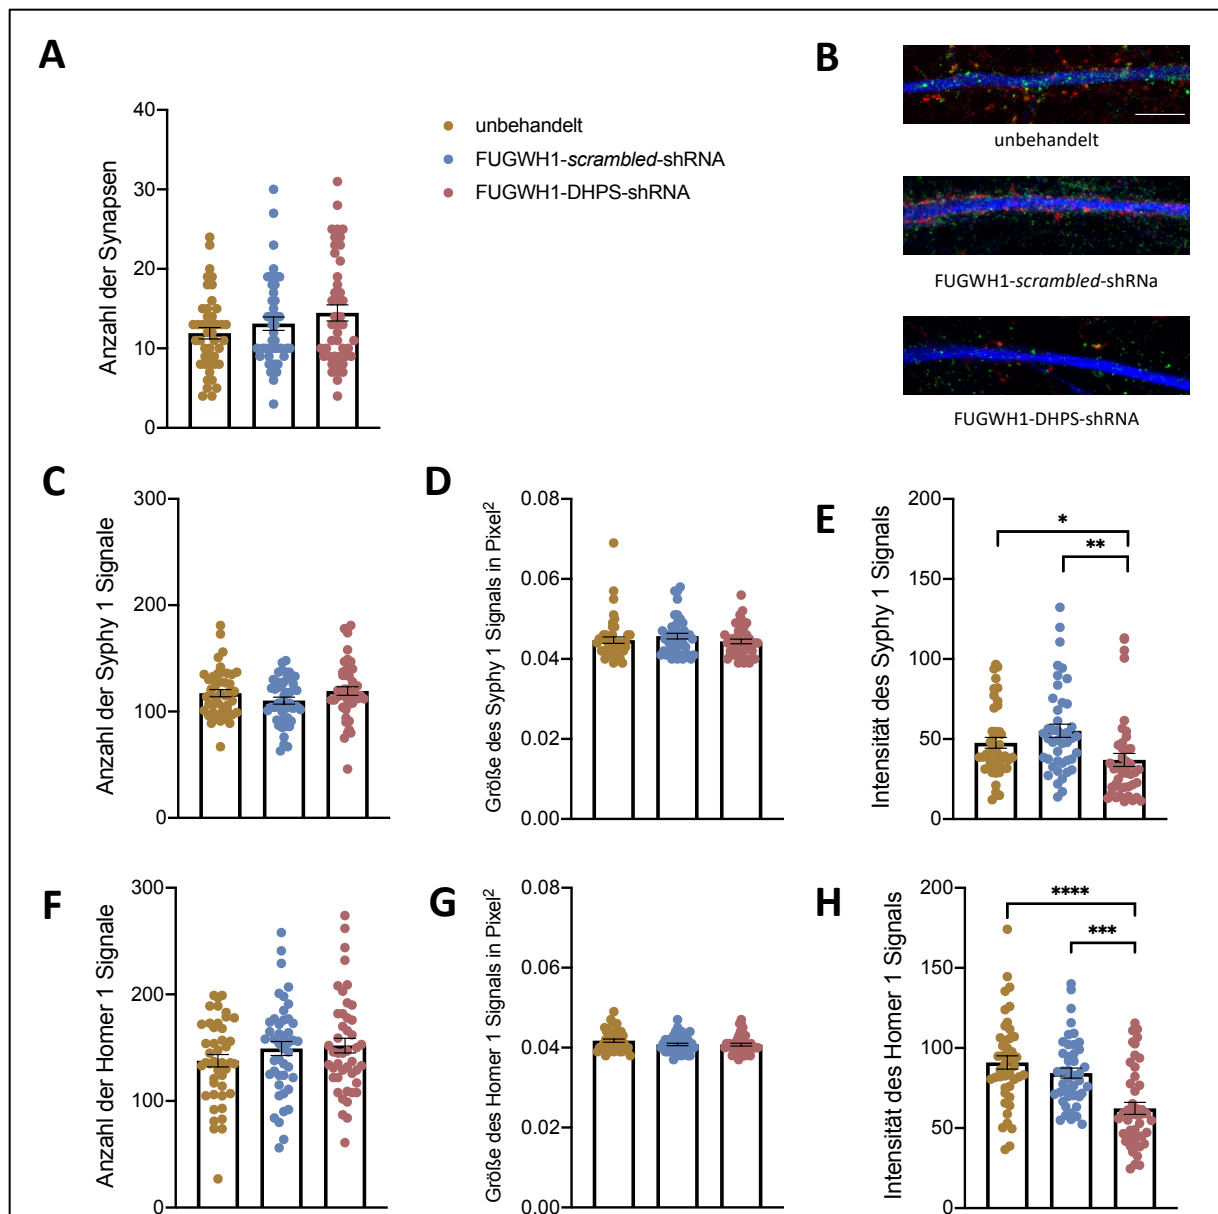 A
Anzahl der Synapsen
40
30
20
10
0
unbehandelt
FUGWH1-scrambled-shRNA
FUGWH1-DHPS-shRNA
B
unbehandelt
FUGWH1-scrambled-shRNa
FUGWH1-DHPS-shRNA
C
Anzahl der Syphy 1 Signale
300
200
100
0
D
Größe des Syphy 1 Signals in Pixel²
0.08
0.06
0.04
0.02
0.00
E
Intensität des Syphy 1 Signals
200
150
100
50
0
*
**
F
Anzahl der Homer 1 Signale
300
200
100
0
G
Größe des Homer 1 Signals in Pixel²
0.08
0.06
0.04
0.02
0.00
H
Intensität des Homer 1 Signals
200
150
100
50
0
****
***